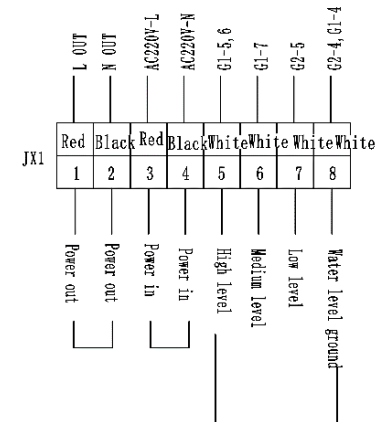 L OUT
N OUT
AC220V-L
AC220V-N
G1-5,6
G1-7
G2-5
G2-4,G1-4
JX1
Red Black Red Black White White White White
1 2 3 4 5 6 7 8
Power out
Power out
Power in
Power in
High level
Medium level
Low level
Water level ground